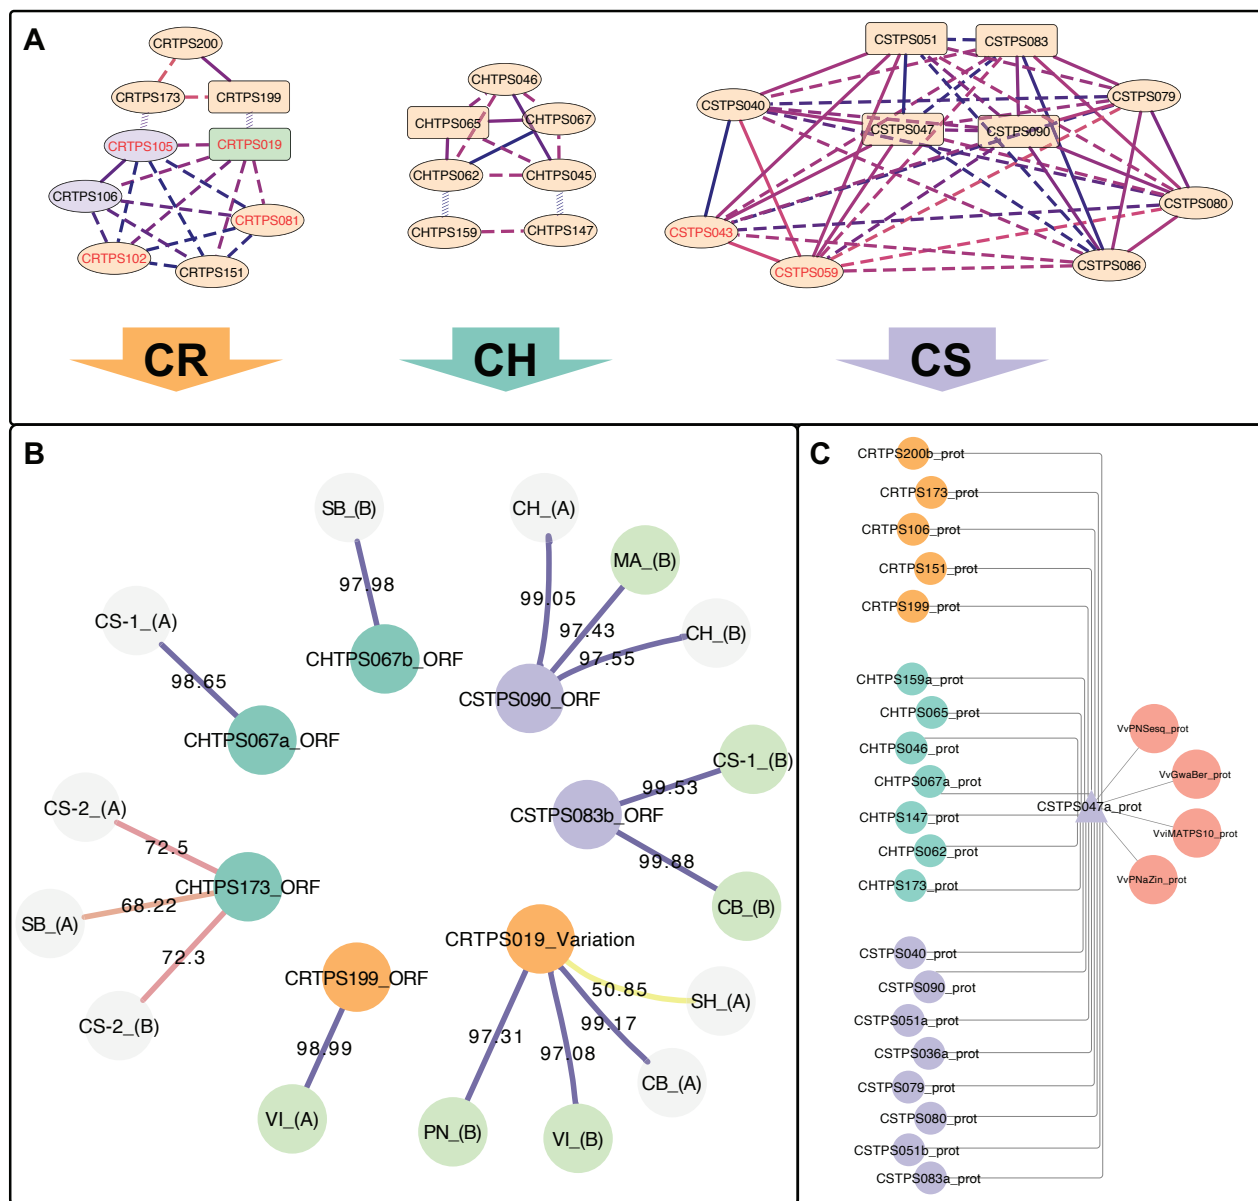 A
CRTPS200
CRTPS173
CRTPS199
CRTPS105
CRTPS019
CRTPS106
CRTPS081
CRTPS102
CRTPS151
CHTPS046
CHTPS065
CHTPS067
CHTPS062
CHTPS045
CHTPS159
CHTPS147
CSTPS051
CSTPS083
CSTPS040
CSTPS079
CSTPS047
CSTPS090
CSTPS043
CSTPS080
CSTPS059
CSTPS086
CR
CH
CS
B
SB_(B)
97.98
CHTPS067b_ORF
CH_(A)
MA_(B)
CH_(B)
99.05
97.43
97.55
CSTPS090_ORF
CS-1_(A)
98.65
CHTPS067a_ORF
CS-1_(B)
99.53
CSTPS083b_ORF
99.88
CB_(B)
CS-2_(A)
72.5
CHTPS173_ORF
68.22
SB_(A)
72.3
CS-2_(B)
CRTPS199_ORF
98.99
VI_(A)
CRTPS019_Variation
50.85
SH_(A)
99.17
97.31
97.08
CB_(A)
PN_(B)
VI_(B)
C
CRTPS200b_prot
CRTPS173_prot
CRTPS106_prot
CRTPS151_prot
CRTPS199_prot
CHTPS159a_prot
CHTPS065_prot
CHTPS046_prot
CHTPS067a_prot
CHTPS147_prot
CHTPS062_prot
CHTPS173_prot
CSTPS040_prot
CSTPS090_prot
CSTPS051a_prot
CSTPS036a_prot
CSTPS079_prot
CSTPS080_prot
CSTPS051b_prot
CSTPS083a_prot
CSTPS047a_prot
VvPNSesq_prot
VvGwaBer_prot
VviMATPS10_prot
VvPNaZin_prot